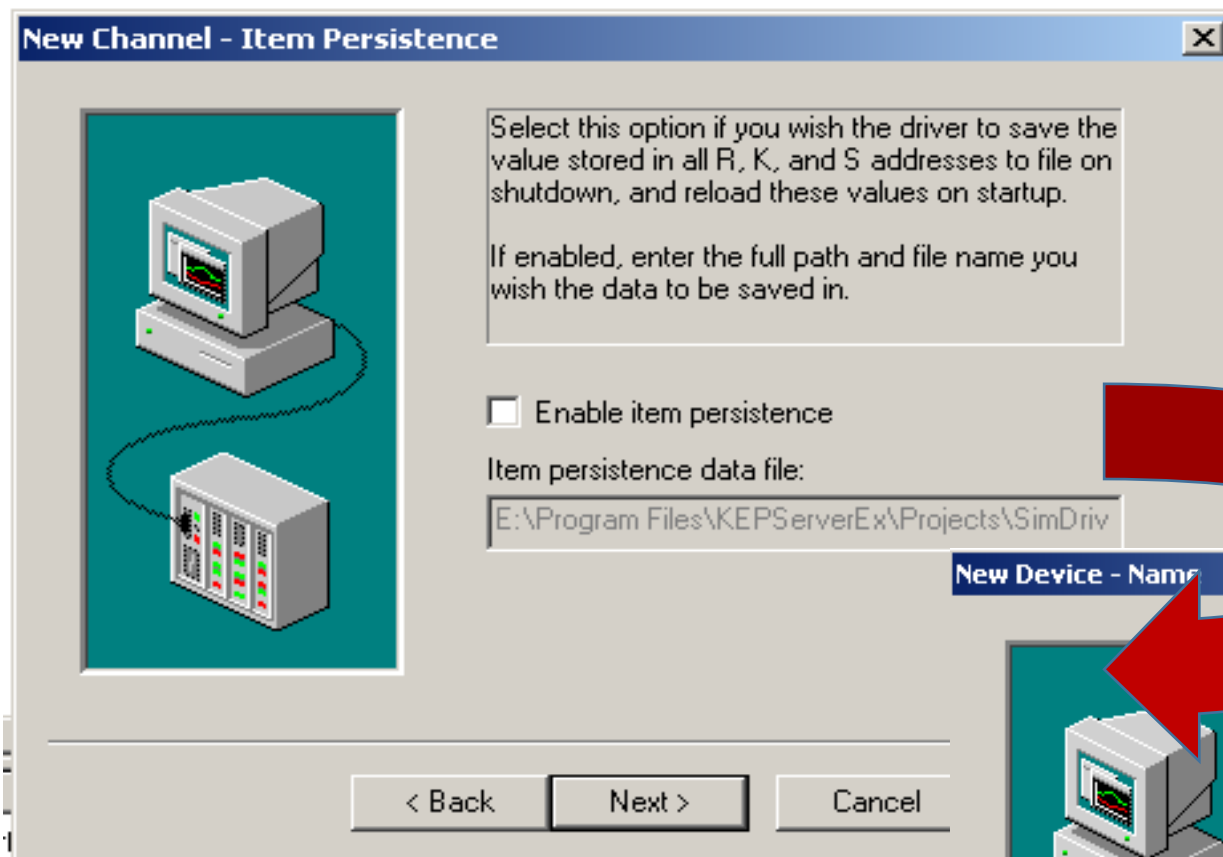 New Channel - Item Persistence
Select this option if you wish the driver to save the
value stored in all R, K, and S addresses to file on
shutdown, and reload these values on startup.
If enabled, enter the full path and file name you
wish the data to be saved in.
Enable item persistence
Item persistence data file:
E:\Program Files\KEPServerEx\Projects\SimDriv
New Device - Name
< Back Next > Cancel